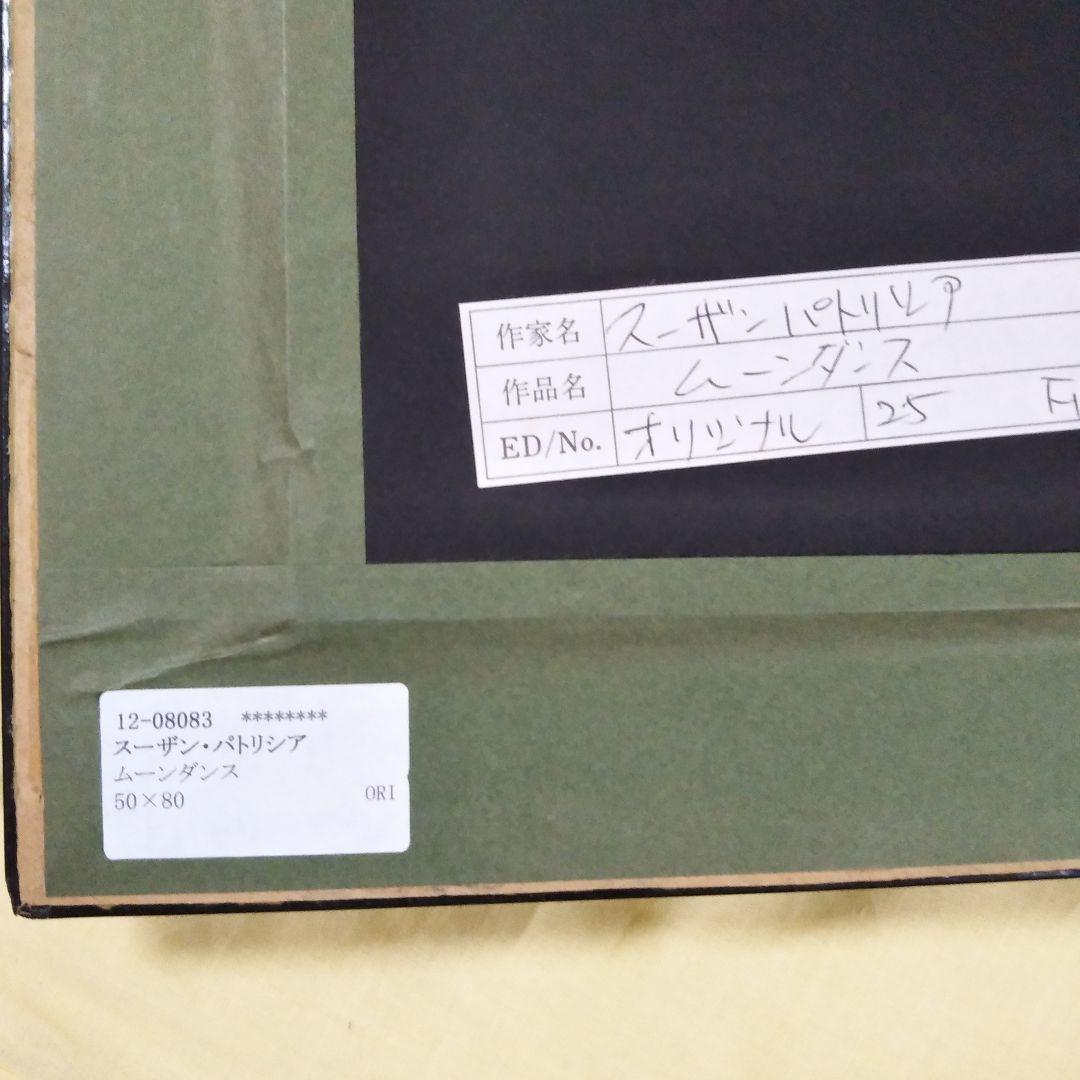 作家名 スーザンパトリシア
作品名 ムーンダンス
ED/No. オリジナル 25
12-08083 ********
スーザン・パトリシア
ムーンダンス
50×80 ORI